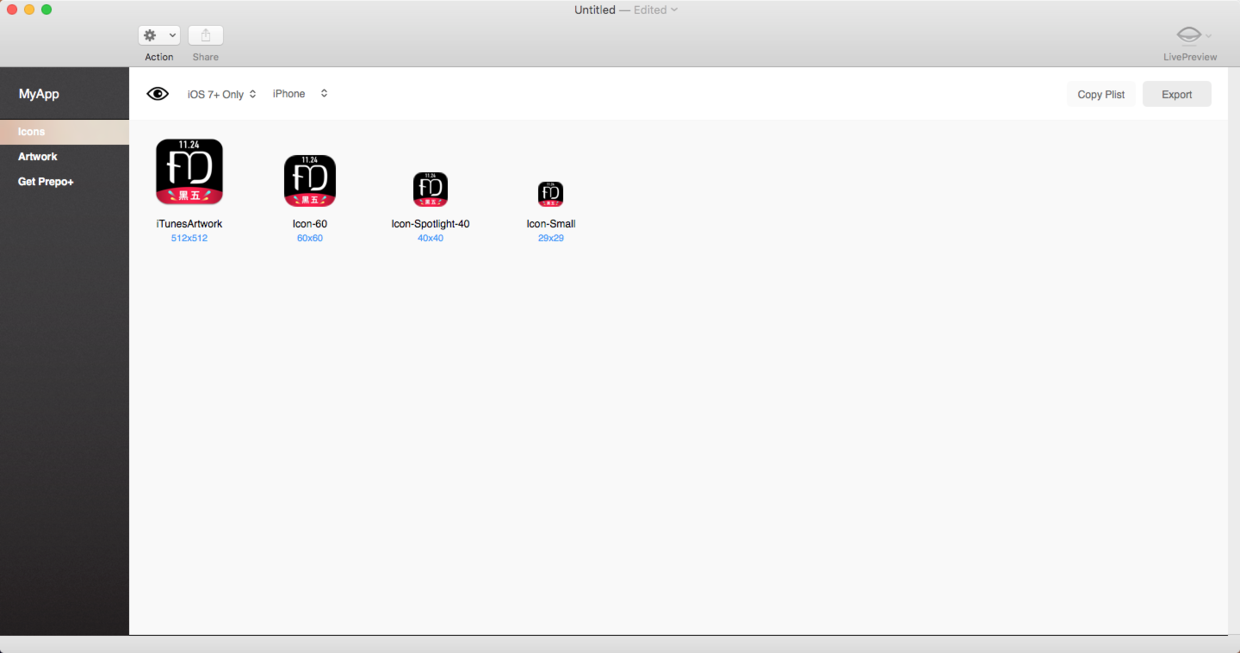 Untitled — Edited
Action
Share
LivePreview
MyApp
iOS 7+ Only
iPhone
Copy Plist
Export
Icons
Artwork
Get Prepo+
11.24
FD
黑五
11.24
FD
黑五
11.24
FD
黑五
FD
iTunesArtwork
Icon-60
Icon-Spotlight-40
Icon-Small
512x512
60x60
40x40
29x29